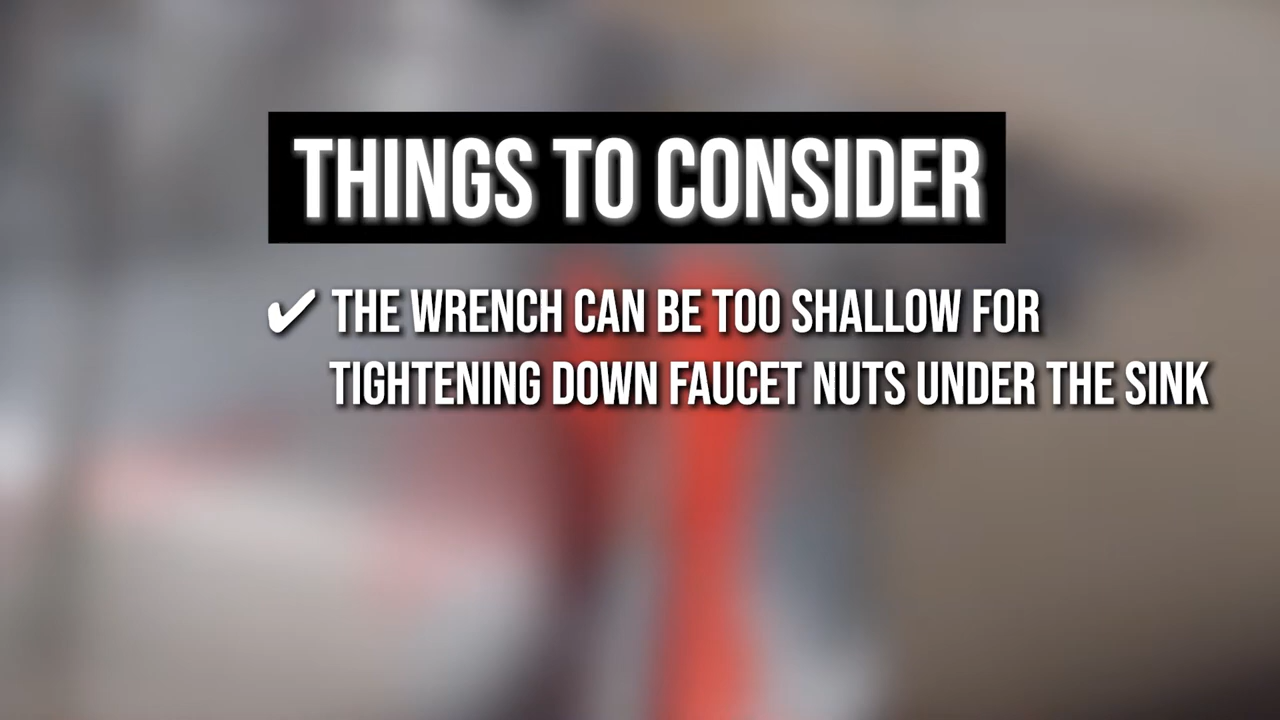 THINGS TO CONSIDER
✔ THE WRENCH CAN BE TOO SHALLOW FOR
TIGHTENING DOWN FAUCET NUTS UNDER THE SINK